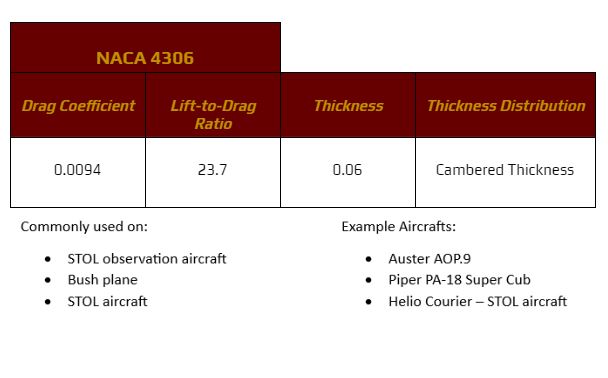 NACA 4306
Drag Coefficient
Lift-to-Drag
Ratio
Thickness
Thickness Distribution
0.0094
23.7
0.06
Cambered Thickness
Commonly used on:
• STOL observation aircraft
• Bush plane
• STOL aircraft
Example Aircrafts:
• Auster AOP.9
• Piper PA-18 Super Cub
• Helio Courier – STOL aircraft